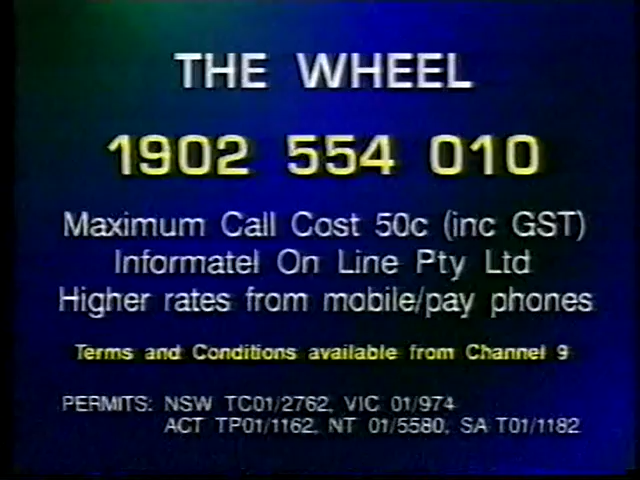 THE WHEEL
1902 554 010
Maximum Call Cost 50c (inc GST)
Informatel On Line Pty Ltd
Higher rates from mobile/pay phones
Terms and Conditions available from Channel 9
PERMITS: NSW TC01/2762, VIC 01/974
ACT TP01/1162, NT 01/5580, SA T01/1182